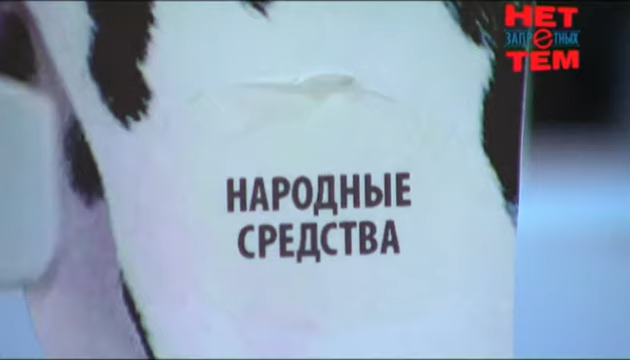 НЕТ
ЗАПРЕТНЫХ
ТЕМ
НАРОДНЫЕ
СРЕДСТВА